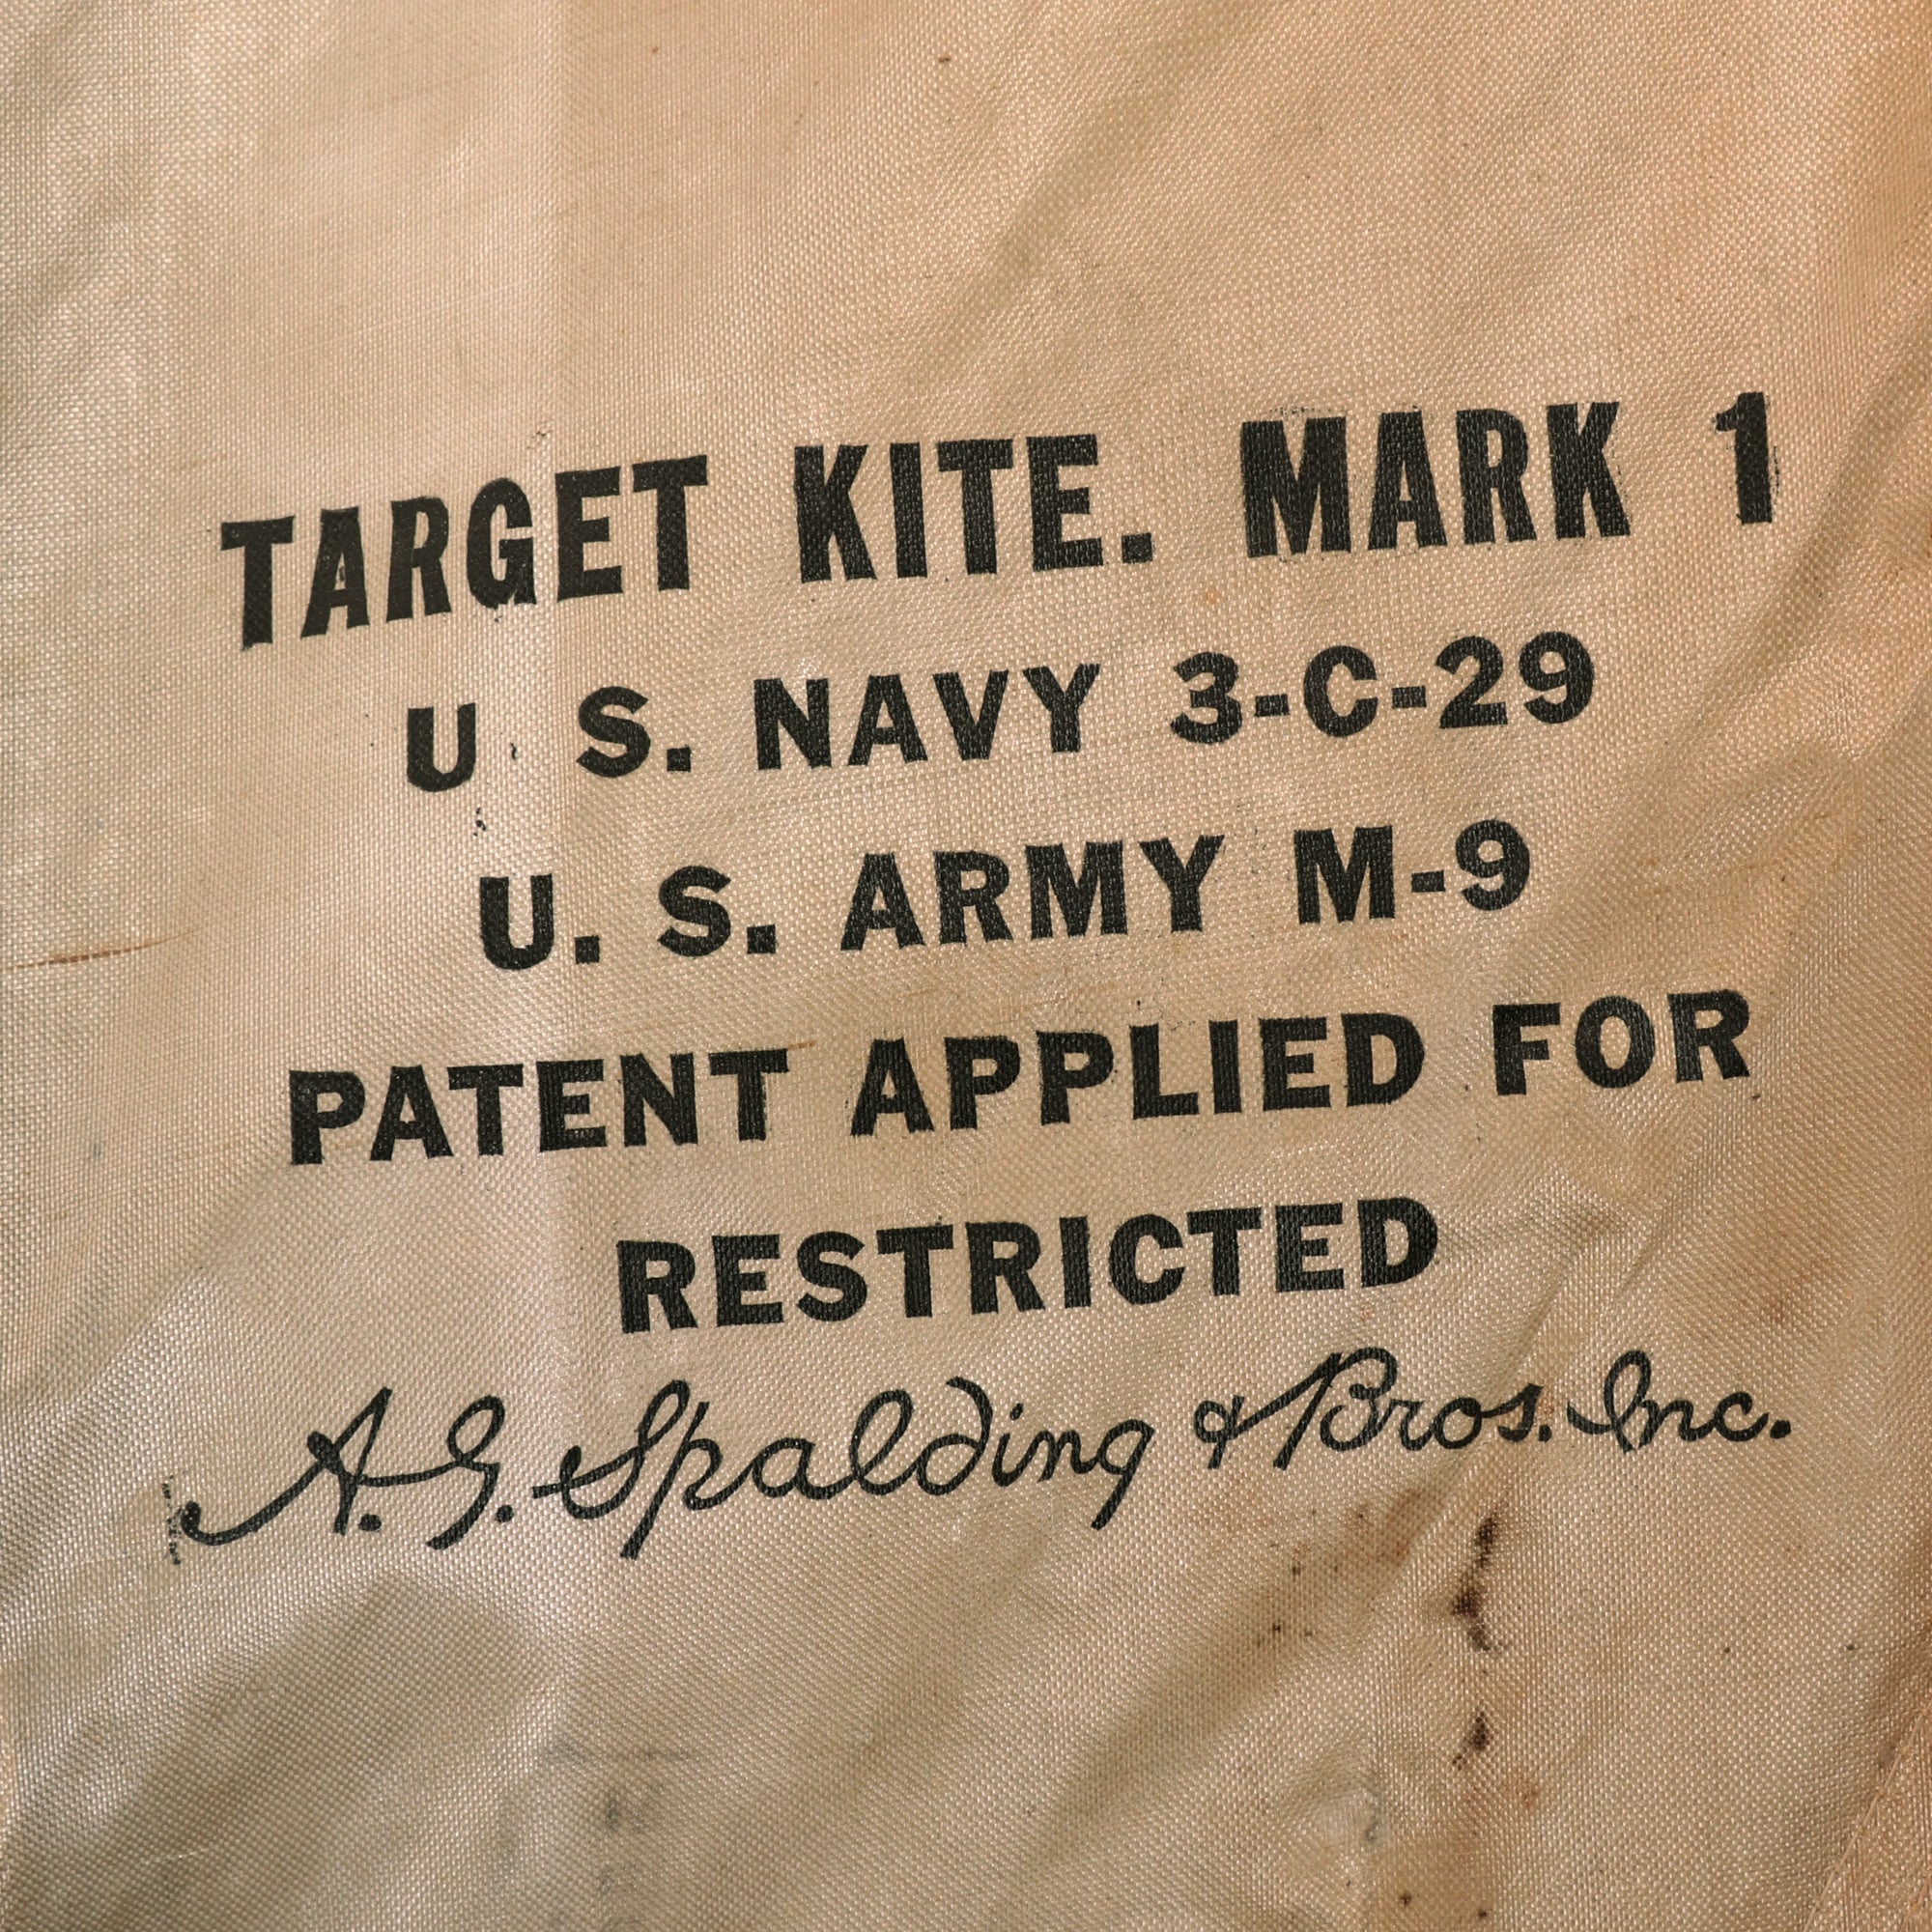 TARGET KITE. MARK 1
U. S. NAVY 3-C-29
U. S. ARMY M-9
PATENT APPLIED FOR
RESTRICTED
A. G. Spalding & Bros. Inc.